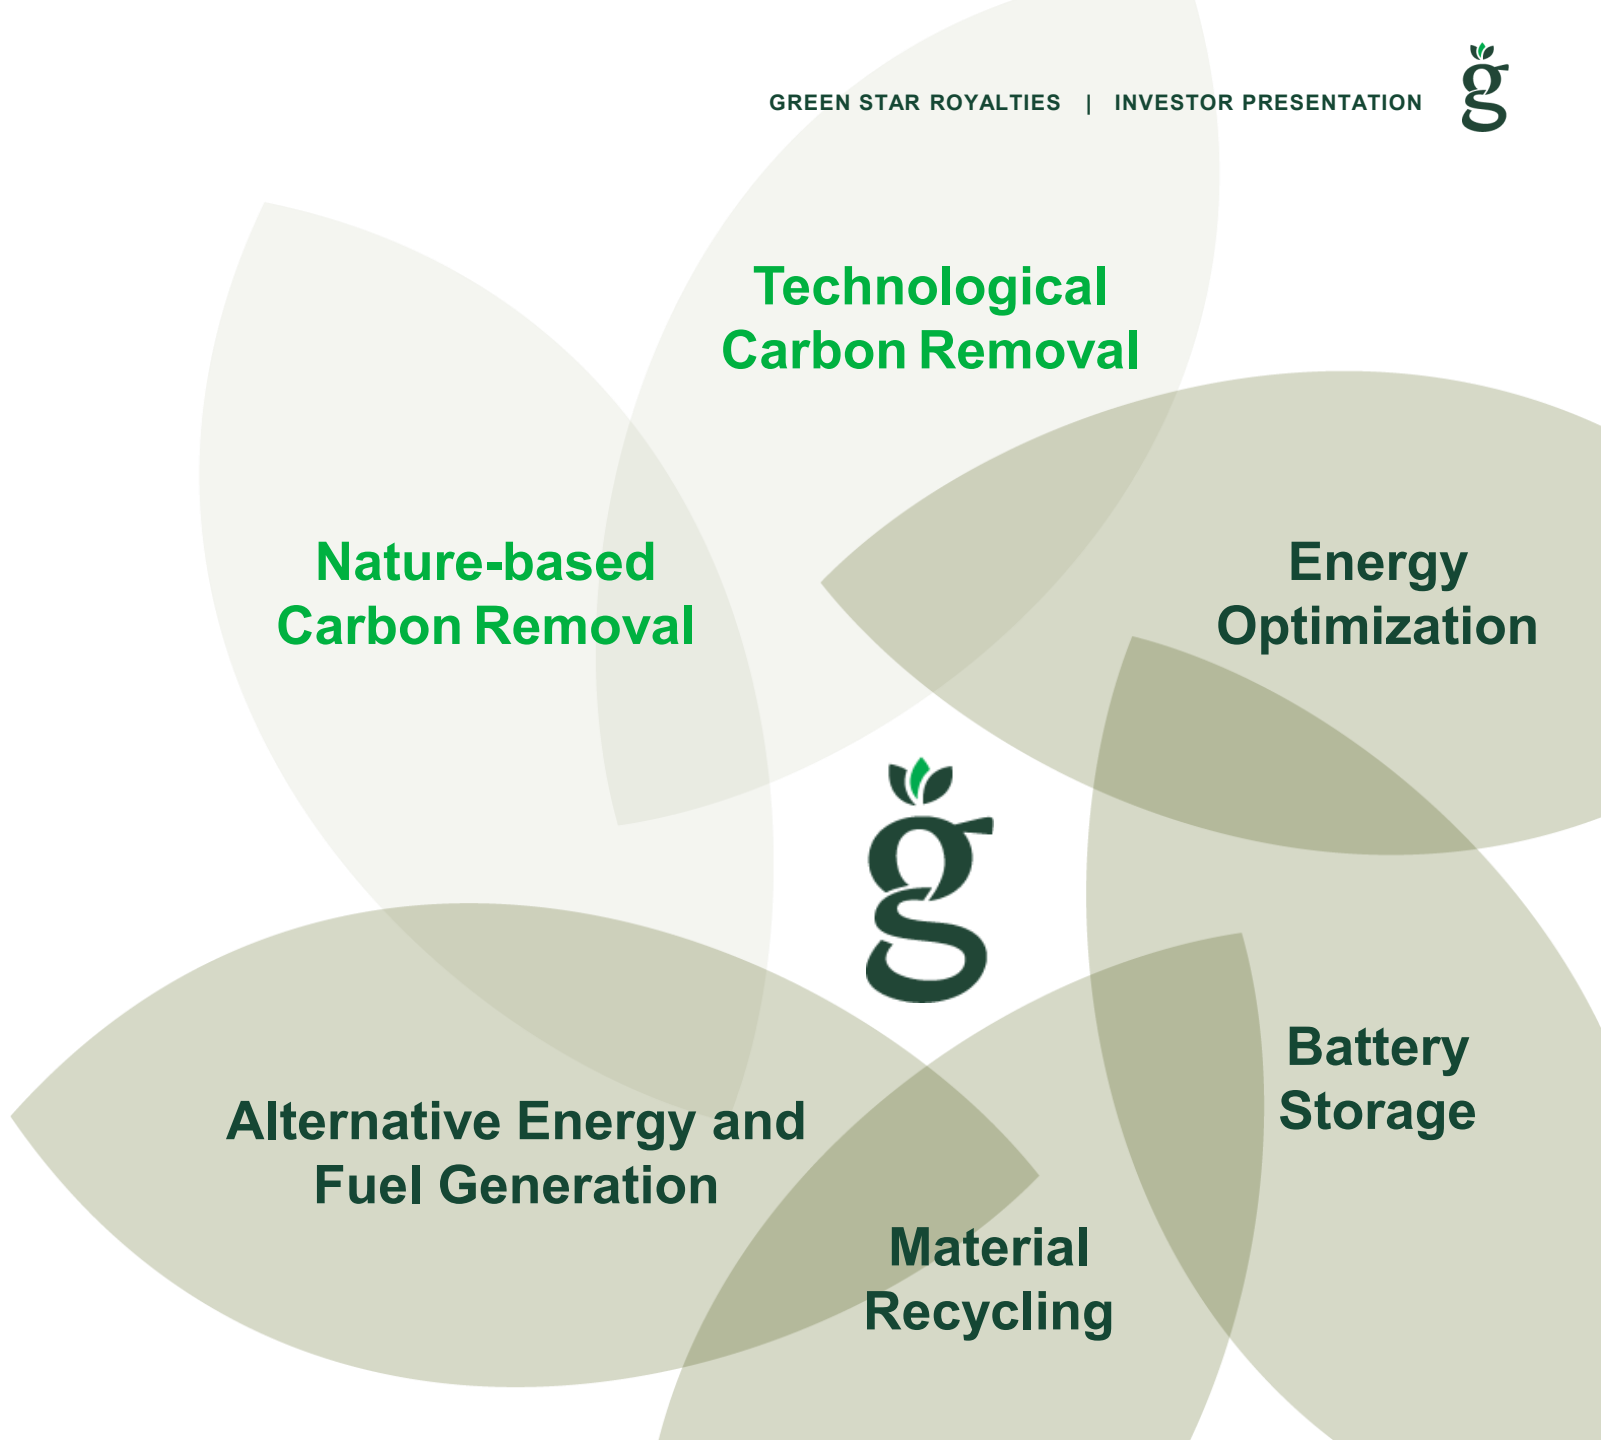 GREEN STAR ROYALTIES | INVESTOR PRESENTATION
Technological
Carbon Removal
Nature-based
Carbon Removal
Energy
Optimization
Battery
Storage
Alternative Energy and
Fuel Generation
Material
Recycling